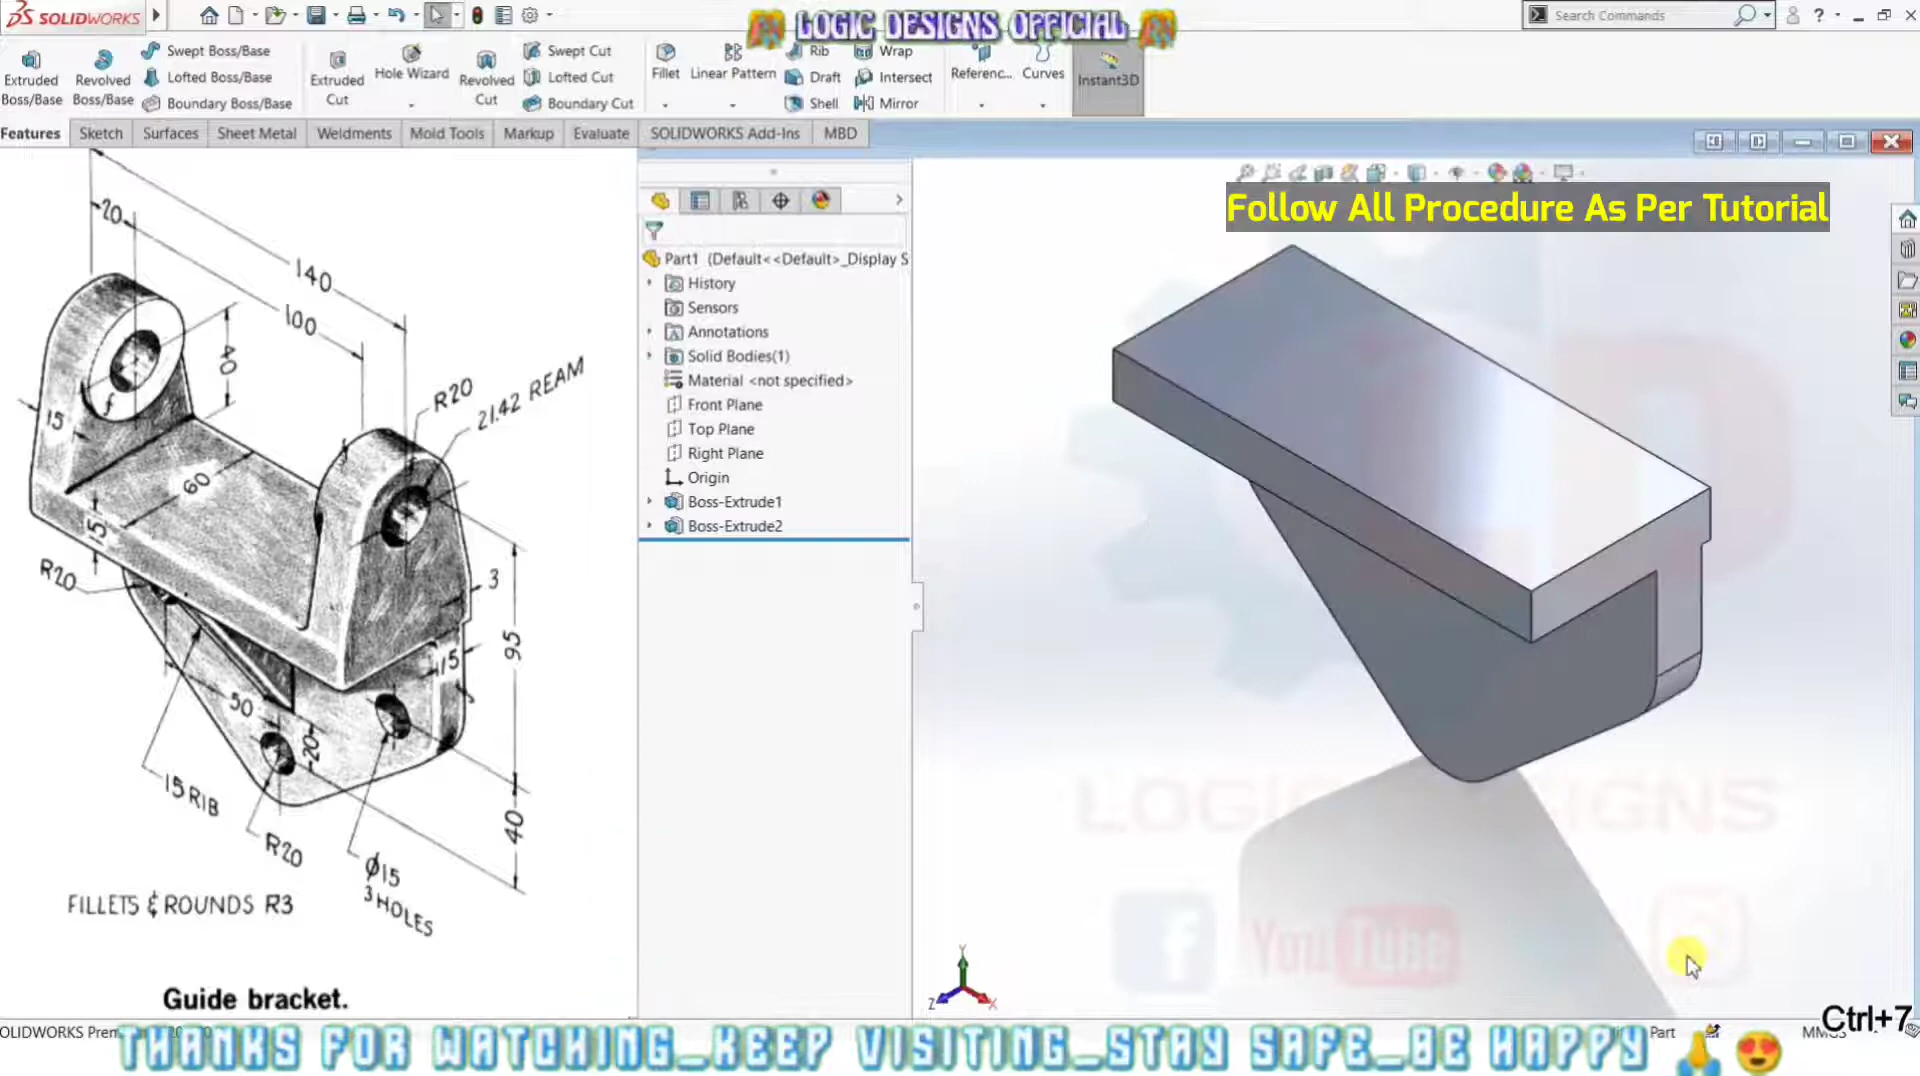 SOLIDWORKS
LOGIC DESIGNS OFFICIAL
Search Commands
Extruded Boss/Base
Revolved Boss/Base
Swept Boss/Base
Lofted Boss/Base
Boundary Boss/Base
Extruded Cut
Hole Wizard
Revolved Cut
Swept Cut
Lofted Cut
Boundary Cut
Fillet
Linear Pattern
Rib
Draft
Shell
Wrap
Intersect
Mirror
Referenc...
Curves
Instant3D
Features
Sketch
Surfaces
Sheet Metal
Weldments
Mold Tools
Markup
Evaluate
SOLIDWORKS Add-Ins
MBD
Follow All Procedure As Per Tutorial
20
140
100
40
R20
21.42 REAM
15
f
60
15
R20
3
95
15
50
20
15 RIB
R20
Ø15
3 HOLES
40
FILLETS & ROUNDS R3
Guide bracket.
Part1 (Default<<Default>_Display S
History
Sensors
Annotations
Solid Bodies(1)
Material <not specified>
Front Plane
Top Plane
Right Plane
Origin
Boss-Extrude1
Boss-Extrude2
YouTube
Y
Z
X
Ctrl+7
Part
THANKS FOR WATCHING_KEEP VISITING_STAY SAFE_BE HAPPY